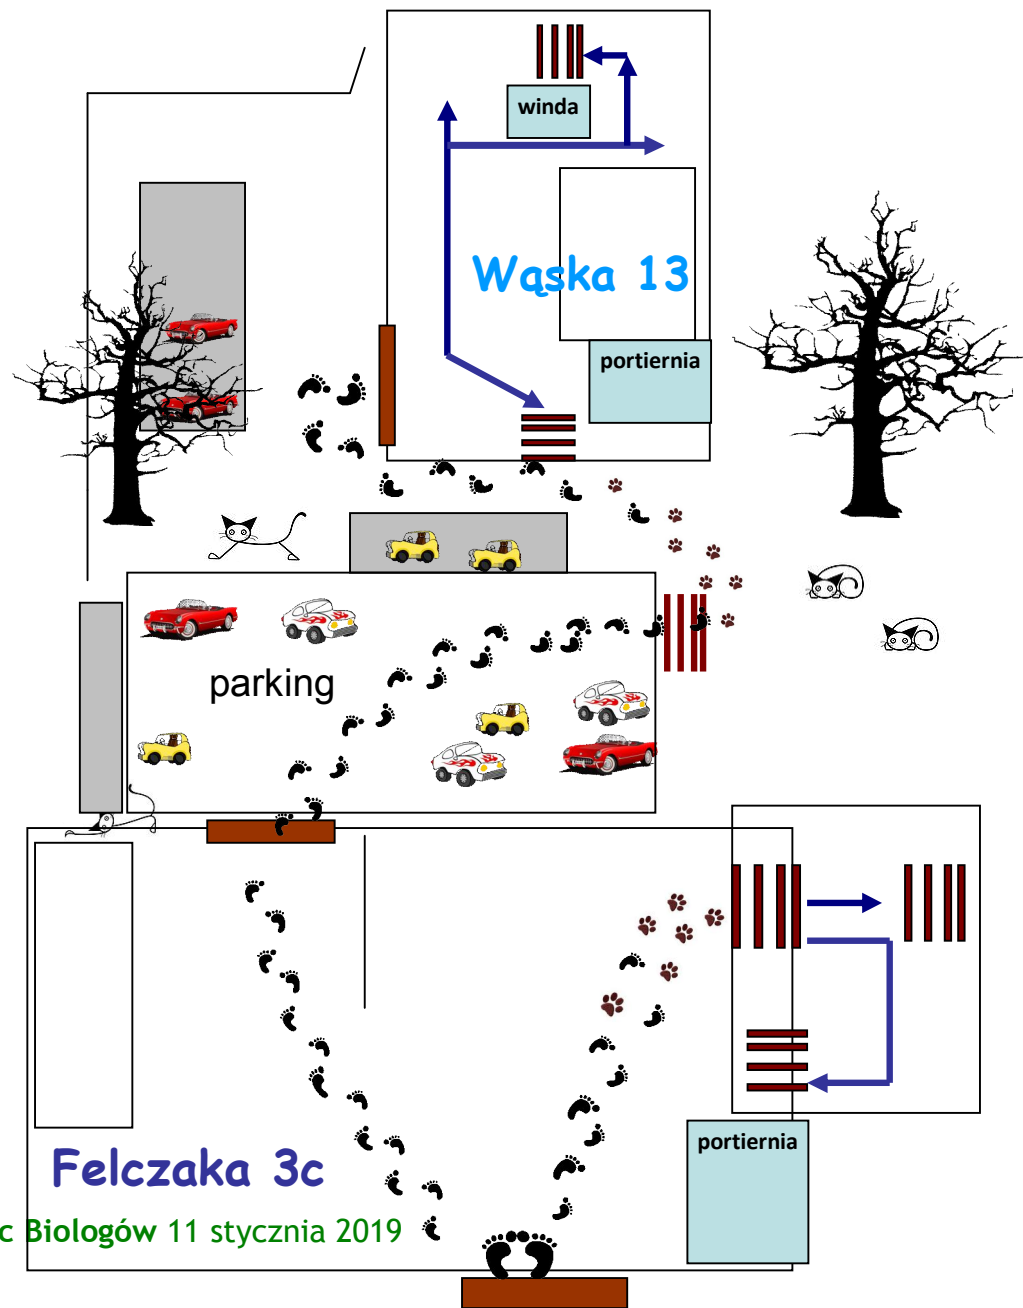 winda
Wąska 13
portiernia
parking
portiernia
Felczaka 3c
c Biologów 11 stycznia 2019